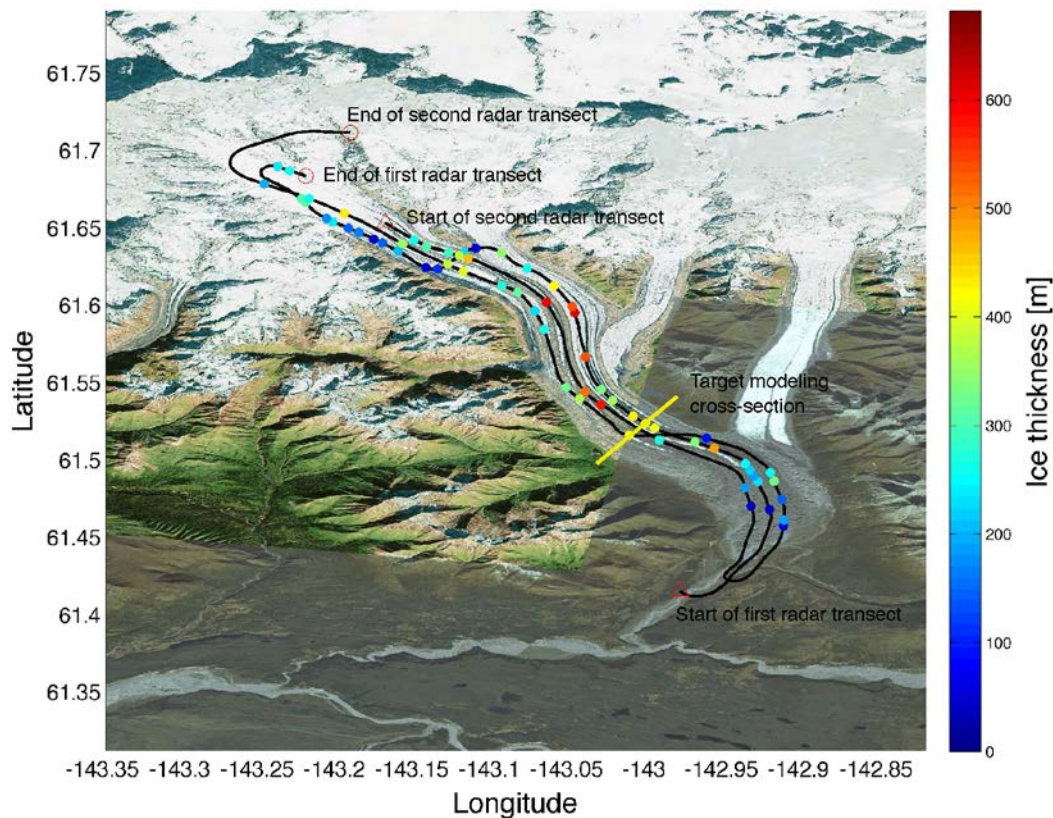 61.75
61.7
61.65
61.6
61.55
61.5
61.45
61.4
61.35
Latitude
End of second radar transect
End of first radar transect
Start of second radar transect
Target modeling
cross-section
Start of first radar transect
-143.35 -143.3 -143.25 -143.2 -143.15 -143.1 -143.05 -143 -142.95 -142.9 -142.85
Longitude
600
500
400
300
200
100
0
Ice thickness [m]